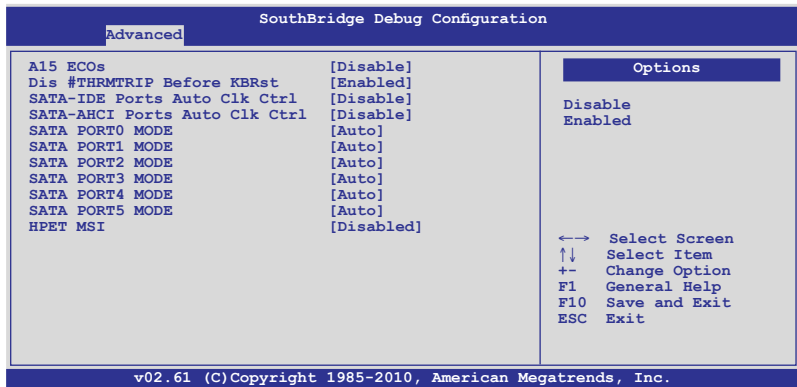 SouthBridge Debug Configuration
Advanced
A15 ECOs [Disable]
Dis #THRMTRIP Before KBRst [Enabled]
SATA-IDE Ports Auto Clk Ctrl [Disable]
SATA-AHCI Ports Auto Clk Ctrl [Disable]
SATA PORT0 MODE [Auto]
SATA PORT1 MODE [Auto]
SATA PORT2 MODE [Auto]
SATA PORT3 MODE [Auto]
SATA PORT4 MODE [Auto]
SATA PORT5 MODE [Auto]
HPET MSI [Disabled]
Options
Disable
Enabled
←→ Select Screen
↑↓ Select Item
+- Change Option
F1 General Help
F10 Save and Exit
ESC Exit
v02.61 (C)Copyright 1985-2010, American Megatrends, Inc.